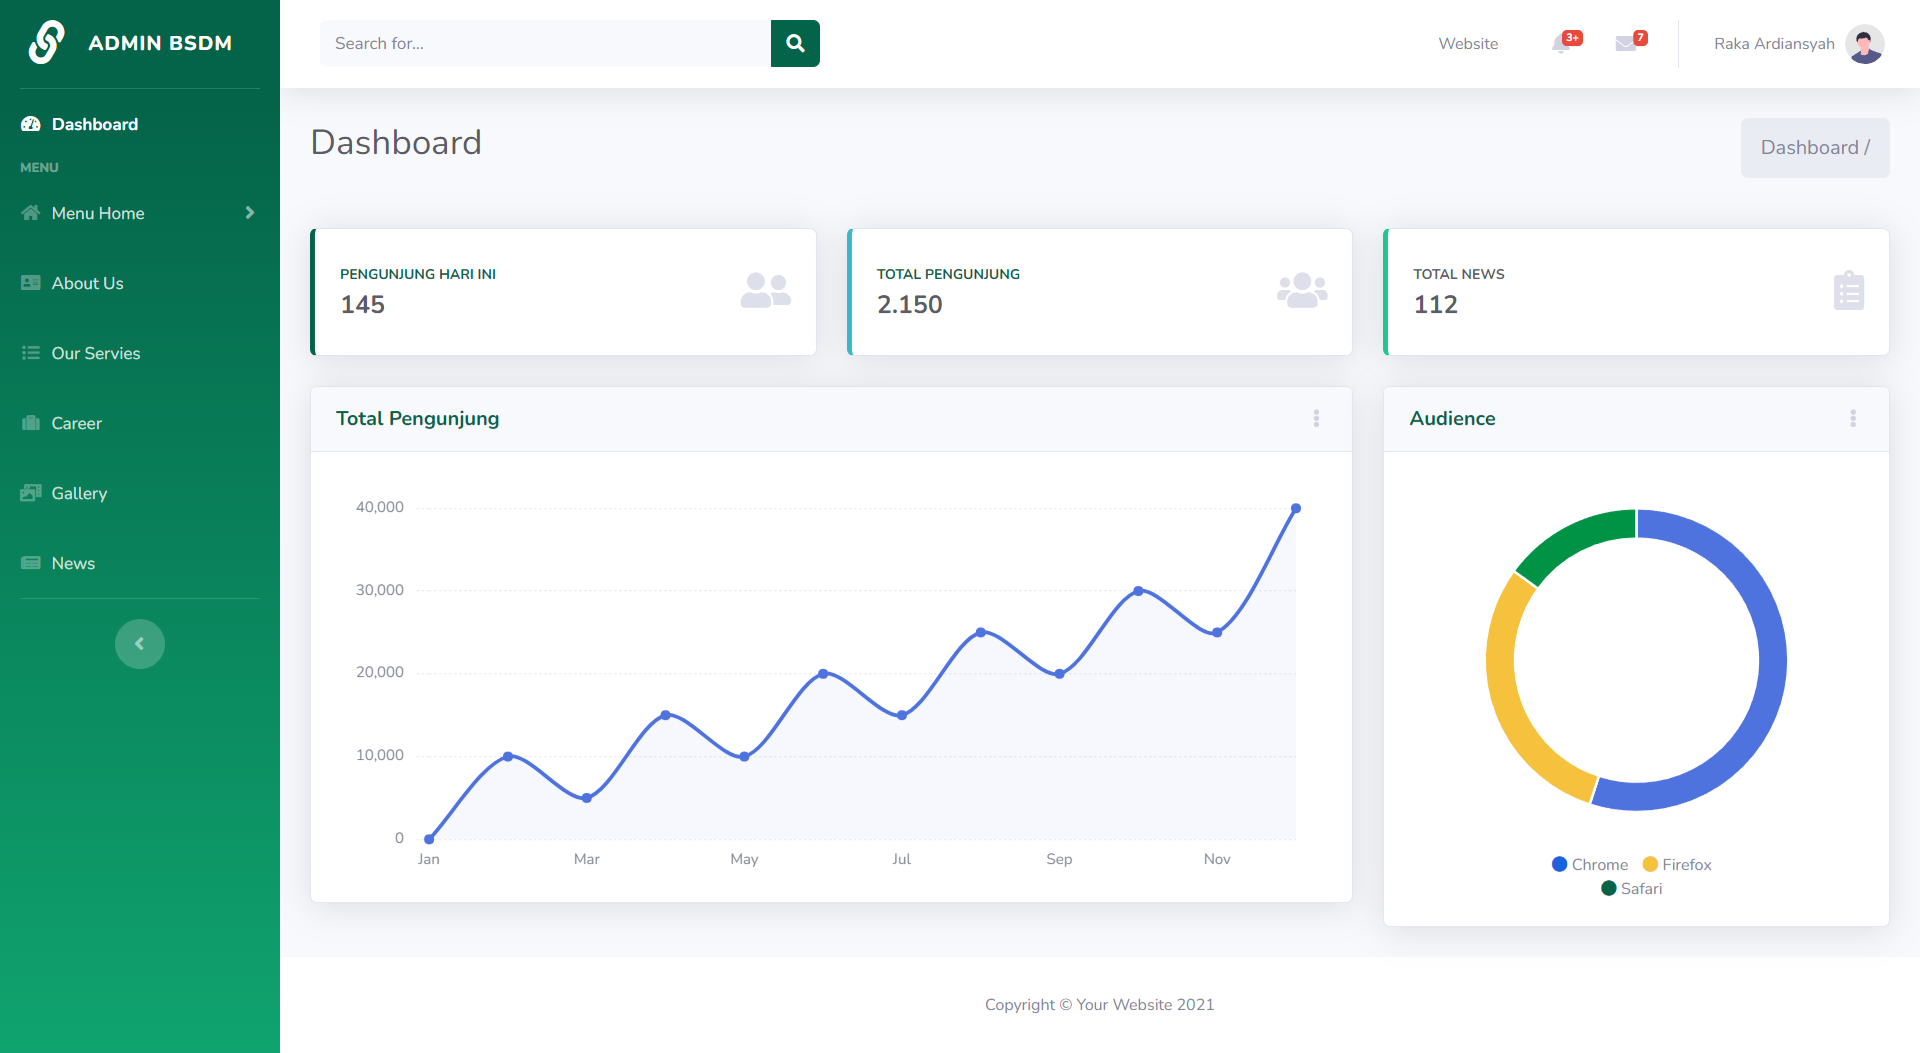 ADMIN BSDM
Dashboard
MENU
Menu Home
About Us
Our Servies
Career
Gallery
News
Search for...
Website
3+
7
Raka Ardiansyah
Dashboard
Dashboard /
PENGUNJUNG HARI INI
145
TOTAL PENGUNJUNG
2.150
TOTAL NEWS
112
Total Pengunjung
40,000
30,000
20,000
10,000
0
Jan Mar May Jul Sep Nov
Audience
Chrome Firefox
Safari
Copyright © Your Website 2021